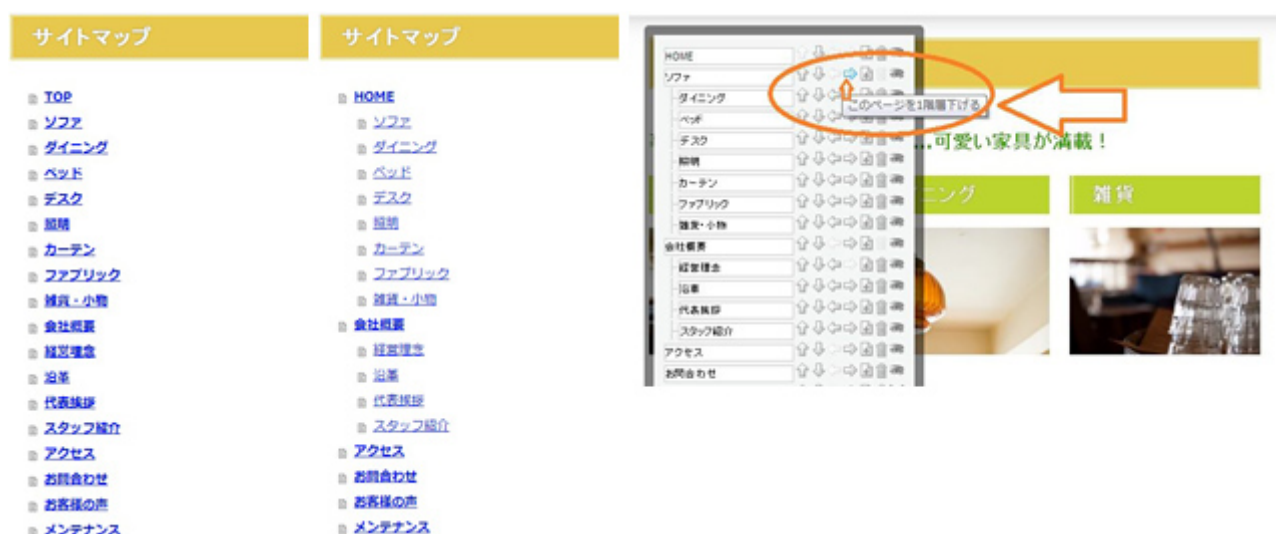 サイトマップ
TOP
ソファ
ダイニング
ベッド
デスク
照明
カーテン
ファブリック
雑貨・小物
会社概要
経営理念
沿革
代表挨拶
スタッフ紹介
アクセス
お問合わせ
お客様の声
メンテナンス
サイトマップ
HOME
ソファ
ダイニング
ベッド
デスク
照明
カーテン
ファブリック
雑貨・小物
会社概要
経営理念
沿革
代表挨拶
スタッフ紹介
アクセス
お問合わせ
お客様の声
メンテナンス
HOME
ソファ
ダイニング
ベッド
デスク
照明
カーテン
ファブリック
雑貨・小物
会社概要
経営理念
沿革
代表挨拶
スタッフ紹介
アクセス
お問合わせ
このページを1階層下げる
...可愛い家具が満載！
ニング
雑貨